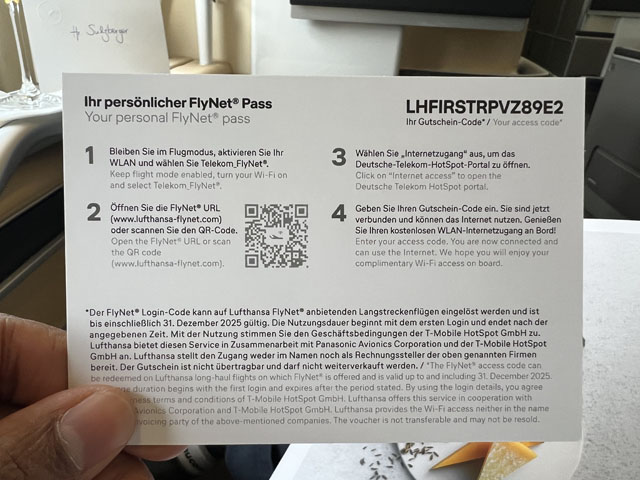 Hp Sulzberger
Ihr persönlicher FlyNet® Pass
Your personal FlyNet® pass
LHFIRSTRPVZ89E2
Ihr Gutschein-Code* / Your access code*
1 Bleiben Sie im Flugmodus, aktivieren Sie Ihr
WLAN und wählen Sie Telekom_FlyNet®.
Keep flight mode enabled, turn your Wi-Fi on
and select Telekom_FlyNet®.
2 Öffnen Sie die FlyNet® URL
(www.lufthansa-flynet.com)
oder scannen Sie den QR-Code.
Open the FlyNet® URL or scan
the QR code
(www.lufthansa-flynet.com).
3 Wählen Sie „Internetzugang" aus, um das
Deutsche-Telekom-HotSpot-Portal zu öffnen.
Click on "Internet access" to open the
Deutsche Telekom HotSpot portal.
4 Geben Sie Ihren Gutschein-Code ein. Sie sind jetzt
verbunden und können das Internet nutzen. Genießen
Sie Ihren kostenlosen WLAN-Internetzugang an Bord!
Enter your access code. You are now connected and
can use the Internet. We hope you will enjoy your
complimentary Wi-Fi access on board.
*Der FlyNet® Login-Code kann auf Lufthansa FlyNet® anbietenden Langstreckenflügen eingelöst werden und ist
bis einschließlich 31. Dezember 2025 gültig. Die Nutzungsdauer beginnt mit dem ersten Login und endet nach der
angegebenen Zeit. Mit der Nutzung stimmen Sie den Geschäftsbedingungen der T-Mobile HotSpot GmbH zu.
Lufthansa bietet diesen Service in Zusammenarbeit mit Panasonic Avionics Corporation und der T-Mobile HotSpot
GmbH an. Lufthansa stellt den Zugang weder im Namen noch als Rechnungssteller der oben genannten Firmen
bereit. Der Gutschein ist nicht übertragbar und darf nicht weiterverkauft werden. / *The FlyNet® access code can
be redeemed on Lufthansa long-haul flights on which FlyNet® is offered and is valid up to and including 31. December 2025.
duration begins with the first login and expires after the period stated. By using the login details, you agree
terms and conditions of T-Mobile HotSpot GmbH. Lufthansa offers this service in cooperation with
Avionics Corporation and T-Mobile HotSpot GmbH. Lufthansa provides the Wi-Fi access neither in the name
party of the above-mentioned companies. The voucher is not transferable and may not be resold.